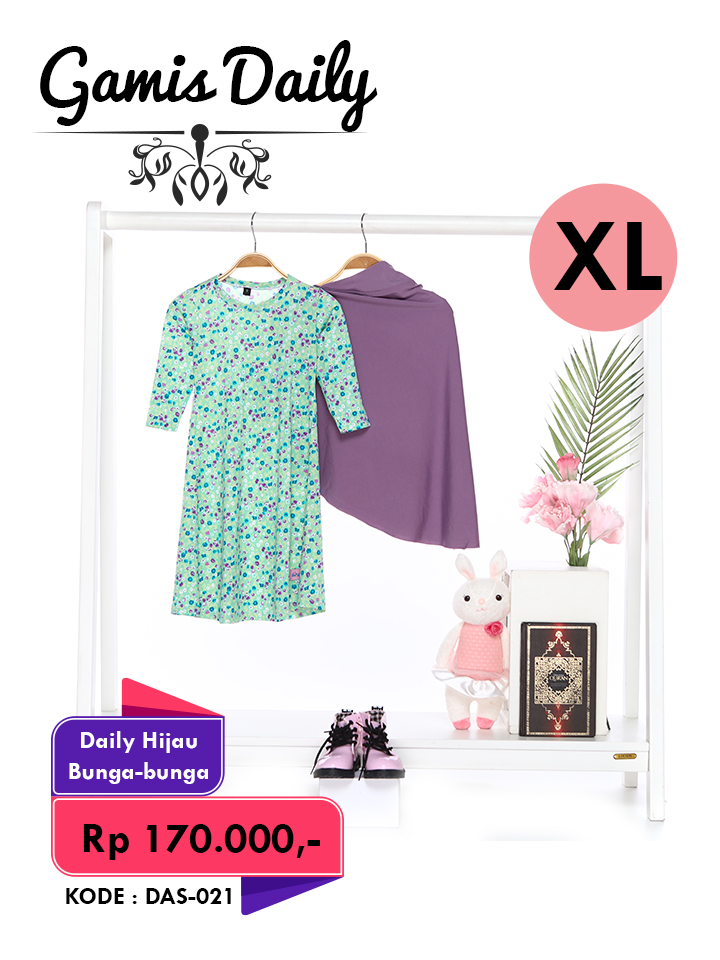 Gamis Daily
XL
Daily Hijau
Bunga-bunga
Rp 170.000,-
KODE : DAS-021